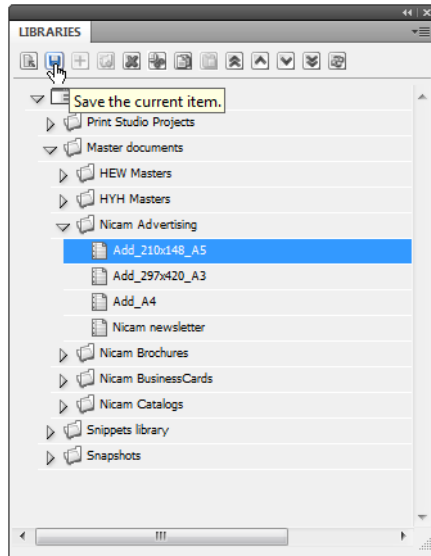 LIBRARIES
Save the current item.
Print Studio Projects
Master documents
HEW Masters
HYH Masters
Nicam Advertising
Add_210x148_A5
Add_297x420_A3
Add_A4
Nicam newsletter
Nicam Brochures
Nicam BusinessCards
Nicam Catalogs
Snippets library
Snapshots